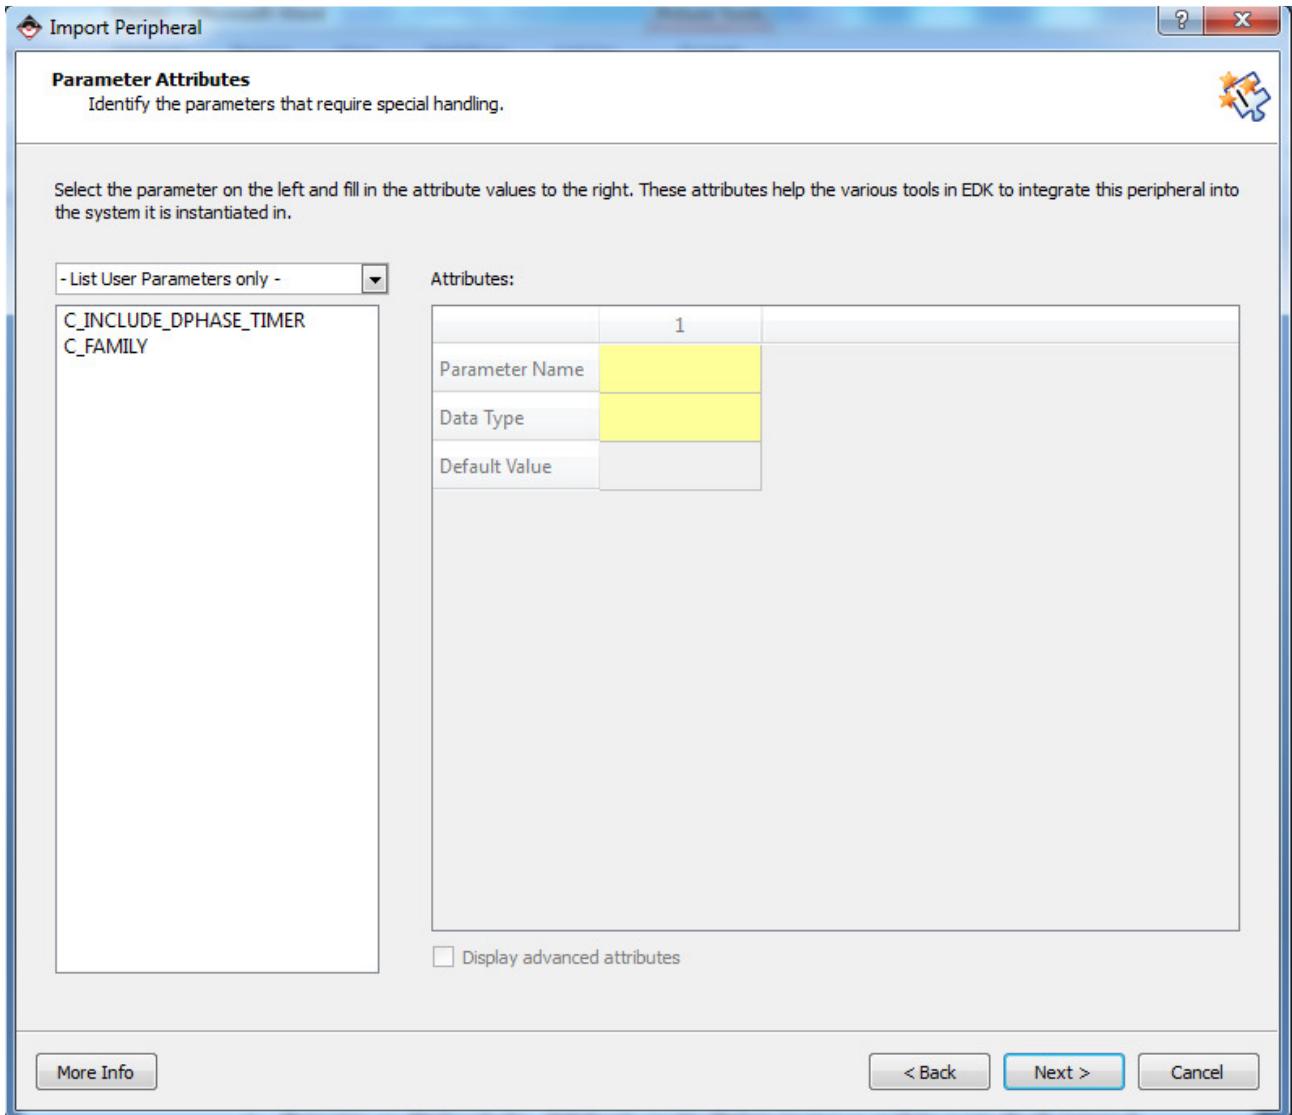 Import Peripheral
Parameter Attributes
Identify the parameters that require special handling.
Select the parameter on the left and fill in the attribute values to the right. These attributes help the various tools in EDK to integrate this peripheral into
the system it is instantiated in.
- List User Parameters only -
Attributes:
C_INCLUDE_DPHASE_TIMER
C_FAMILY
1
Parameter Name
Data Type
Default Value
Display advanced attributes
More Info
< Back
Next >
Cancel